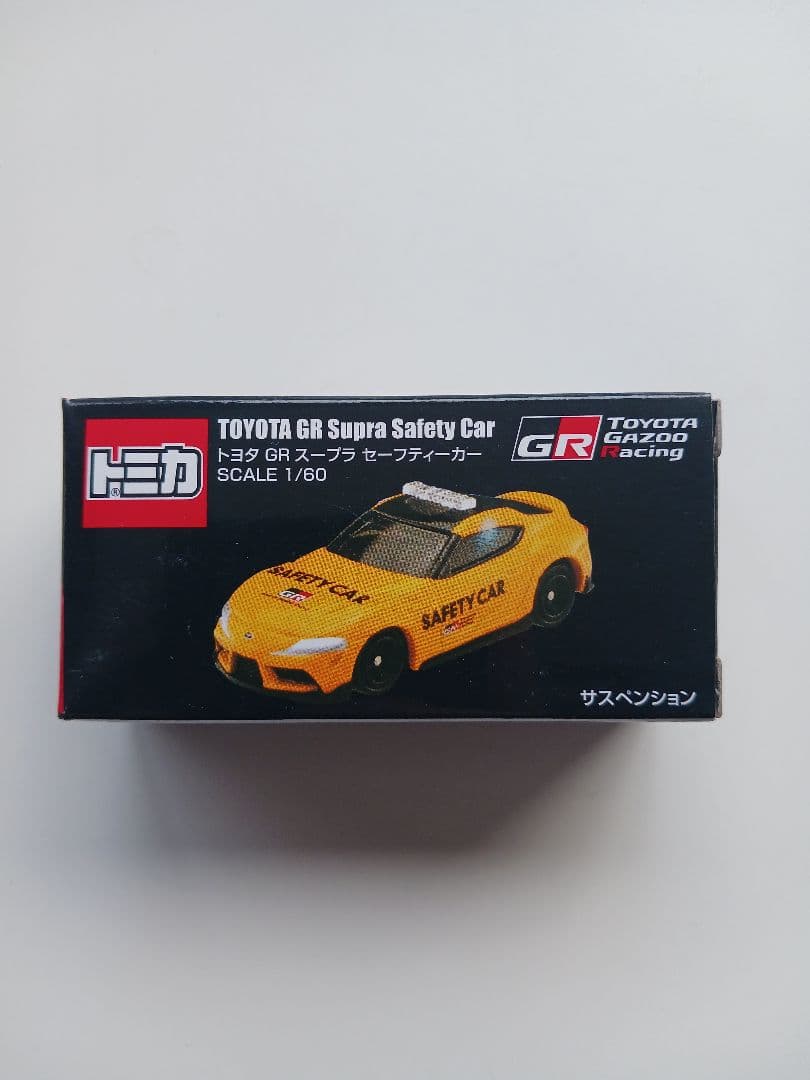 トミカ
®
TOYOTA GR Supra Safety Car
トヨタ GR スープラ セーフティーカー
SCALE 1/60
GR
TOYOTA
GAZOO
Racing
SAFETY CAR
GR
SAFETY CAR
サスペンション